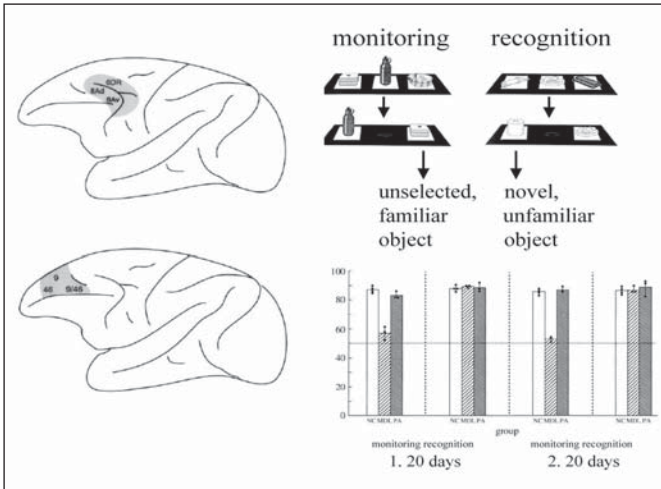 monitoring recognition
unselected, familiar object
novel, unfamiliar object
6DR
8Ad
8Av
9
46 9/46
100
80
60
40
20
0
NC MDL PA NC MDL PA NC MDL PA NC MDL PA
group
monitoring recognition monitoring recognition
1. 20 days 2. 20 days